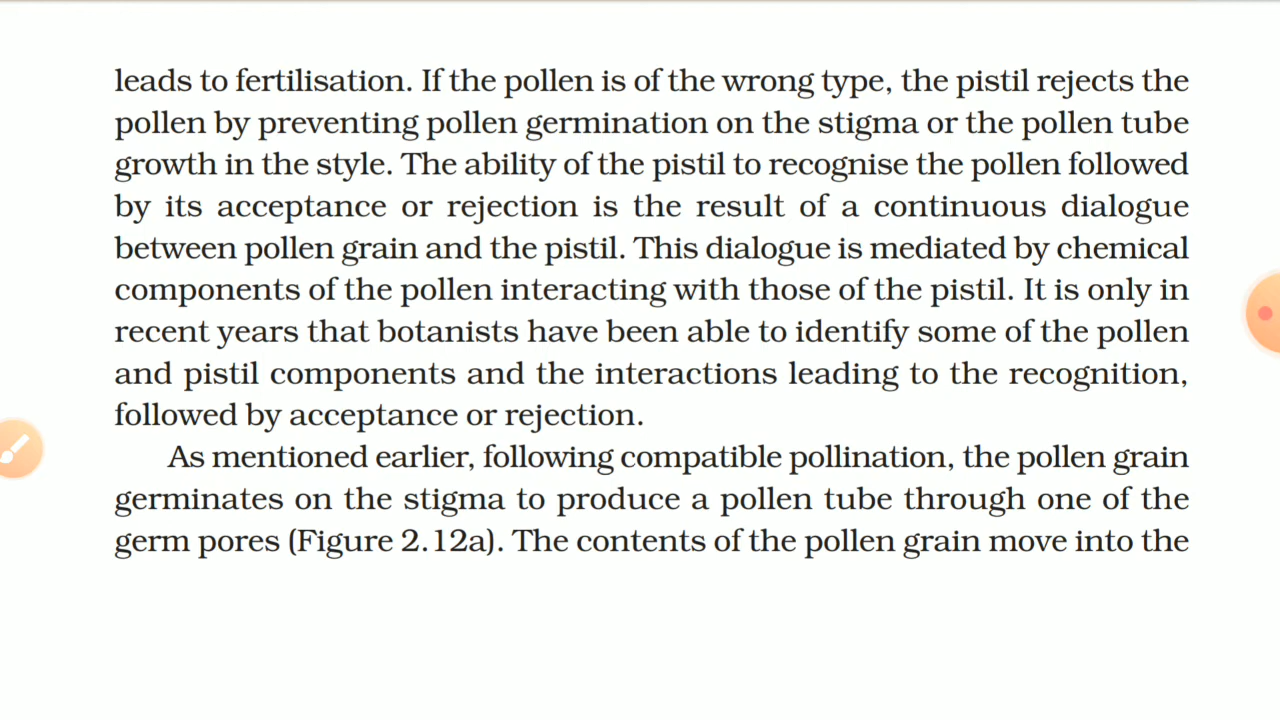 leads to fertilisation. If the pollen is of the wrong type, the pistil rejects the
pollen by preventing pollen germination on the stigma or the pollen tube
growth in the style. The ability of the pistil to recognise the pollen followed
by its acceptance or rejection is the result of a continuous dialogue
between pollen grain and the pistil. This dialogue is mediated by chemical
components of the pollen interacting with those of the pistil. It is only in
recent years that botanists have been able to identify some of the pollen
and pistil components and the interactions leading to the recognition,
followed by acceptance or rejection.
As mentioned earlier, following compatible pollination, the pollen grain
germinates on the stigma to produce a pollen tube through one of the
germ pores (Figure 2.12a). The contents of the pollen grain move into the